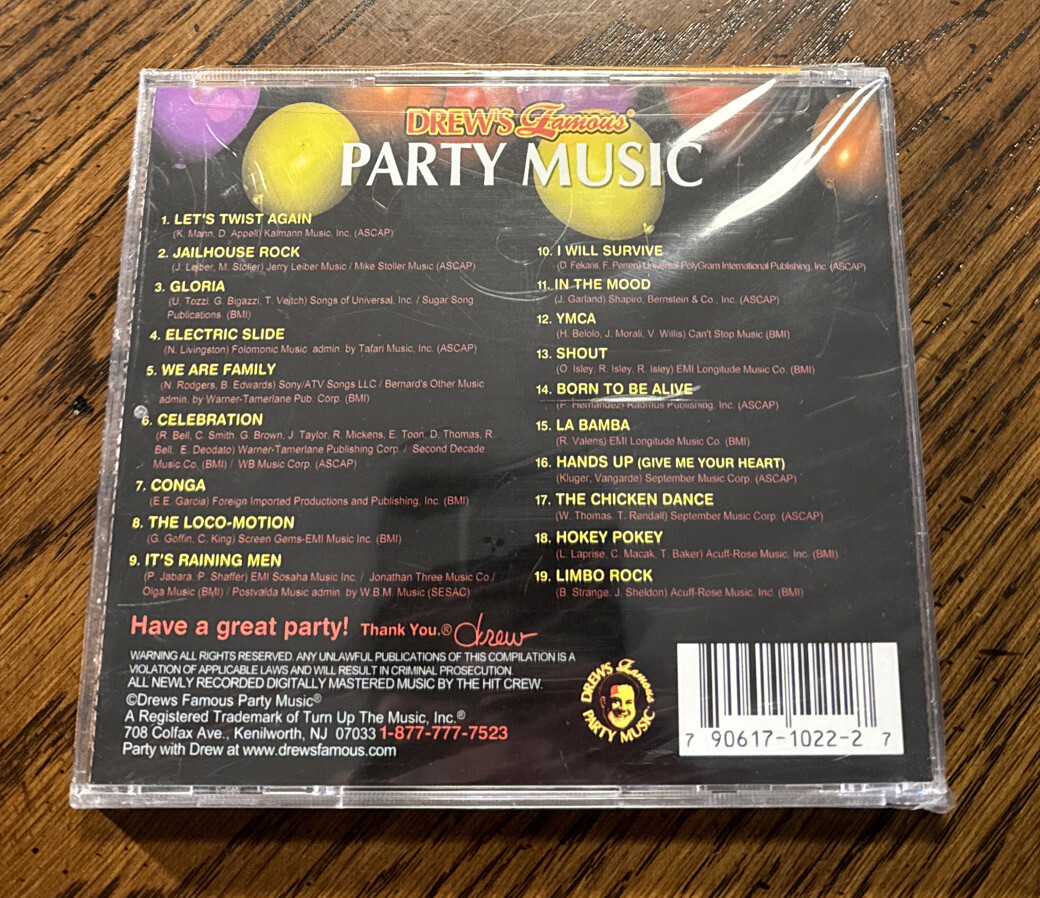 DREW'S Famous®
PARTY MUSIC
1. LET'S TWIST AGAIN
(K. Mann, D. Appell) Kalmann Music, Inc. (ASCAP)
2. JAILHOUSE ROCK
(J. Leiber, M. Stoller) Jerry Leiber Music / Mike Stoller Music (ASCAP)
3. GLORIA
(U. Tozzi, G. Bigazzi, T. Veitch) Songs of Universal, Inc. / Sugar Song
Publications (BMI)
4. ELECTRIC SLIDE
(N. Livingston) Folomonic Music admin. by Tafari Music, Inc. (ASCAP)
5. WE ARE FAMILY
(N. Rodgers, B. Edwards) Sony/ATV Songs LLC / Bernard's Other Music
admin. by Warner-Tamerlane Pub. Corp. (BMI)
6. CELEBRATION
(R. Bell, C. Smith, G. Brown, J. Taylor, R. Mickens, E. Toon, D. Thomas, R.
Bell, E. Deodato) Warner-Tamerlane Publishing Corp. / Second Decade
Music Co. (BMI) / WB Music Corp. (ASCAP)
7. CONGA
(E.E. Garcia) Foreign Imported Productions and Publishing, Inc. (BMI)
8. THE LOCO-MOTION
(G. Goffin, C. King) Screen Gems-EMI Music Inc. (BMI)
9. IT'S RAINING MEN
(P. Jabara, P. Shaffer) EMI Sosaha Music Inc. / Jonathan Three Music Co./
Olga Music (BMI) / Postvalda Music admin. by W.B.M. Music (SESAC)
10. I WILL SURVIVE
(D. Fekaris, F. Perren) Universal-PolyGram International Publishing, Inc. (ASCAP)
11. IN THE MOOD
(J. Garland) Shapiro, Bernstein & Co., Inc. (ASCAP)
12. YMCA
(H. Belolo, J. Morali, V. Willis) Can't Stop Music (BMI)
13. SHOUT
(O. Isley, R. Isley, R. Isley) EMI Longitude Music Co. (BMI)
14. BORN TO BE ALIVE
(P. Hernandez) Radmus Publishing, Inc. (ASCAP)
15. LA BAMBA
(R. Valens) EMI Longitude Music Co. (BMI)
16. HANDS UP (GIVE ME YOUR HEART)
(Kluger, Vangarde) September Music Corp. (ASCAP)
17. THE CHICKEN DANCE
(W. Thomas, T. Rendall) September Music Corp. (ASCAP)
18. HOKEY POKEY
(L. Laprise, C. Macak, T. Baker) Acuff-Rose Music, Inc. (BMI)
19. LIMBO ROCK
(B. Strange, J. Sheldon) Acuff-Rose Music, Inc. (BMI)
Have a great party! Thank You.® Drew
WARNING ALL RIGHTS RESERVED. ANY UNLAWFUL PUBLICATIONS OF THIS COMPILATION IS A
VIOLATION OF APPLICABLE LAWS AND WILL RESULT IN CRIMINAL PROSECUTION.
ALL NEWLY RECORDED DIGITALLY MASTERED MUSIC BY THE HIT CREW.
©Drews Famous Party Music®
A Registered Trademark of Turn Up The Music, Inc.®
708 Colfax Ave., Kenilworth, NJ 07033 1-877-777-7523
Party with Drew at www.drewsfamous.com
DREW'S Famous
PARTY MUSIC
7 90617-1022-2 7